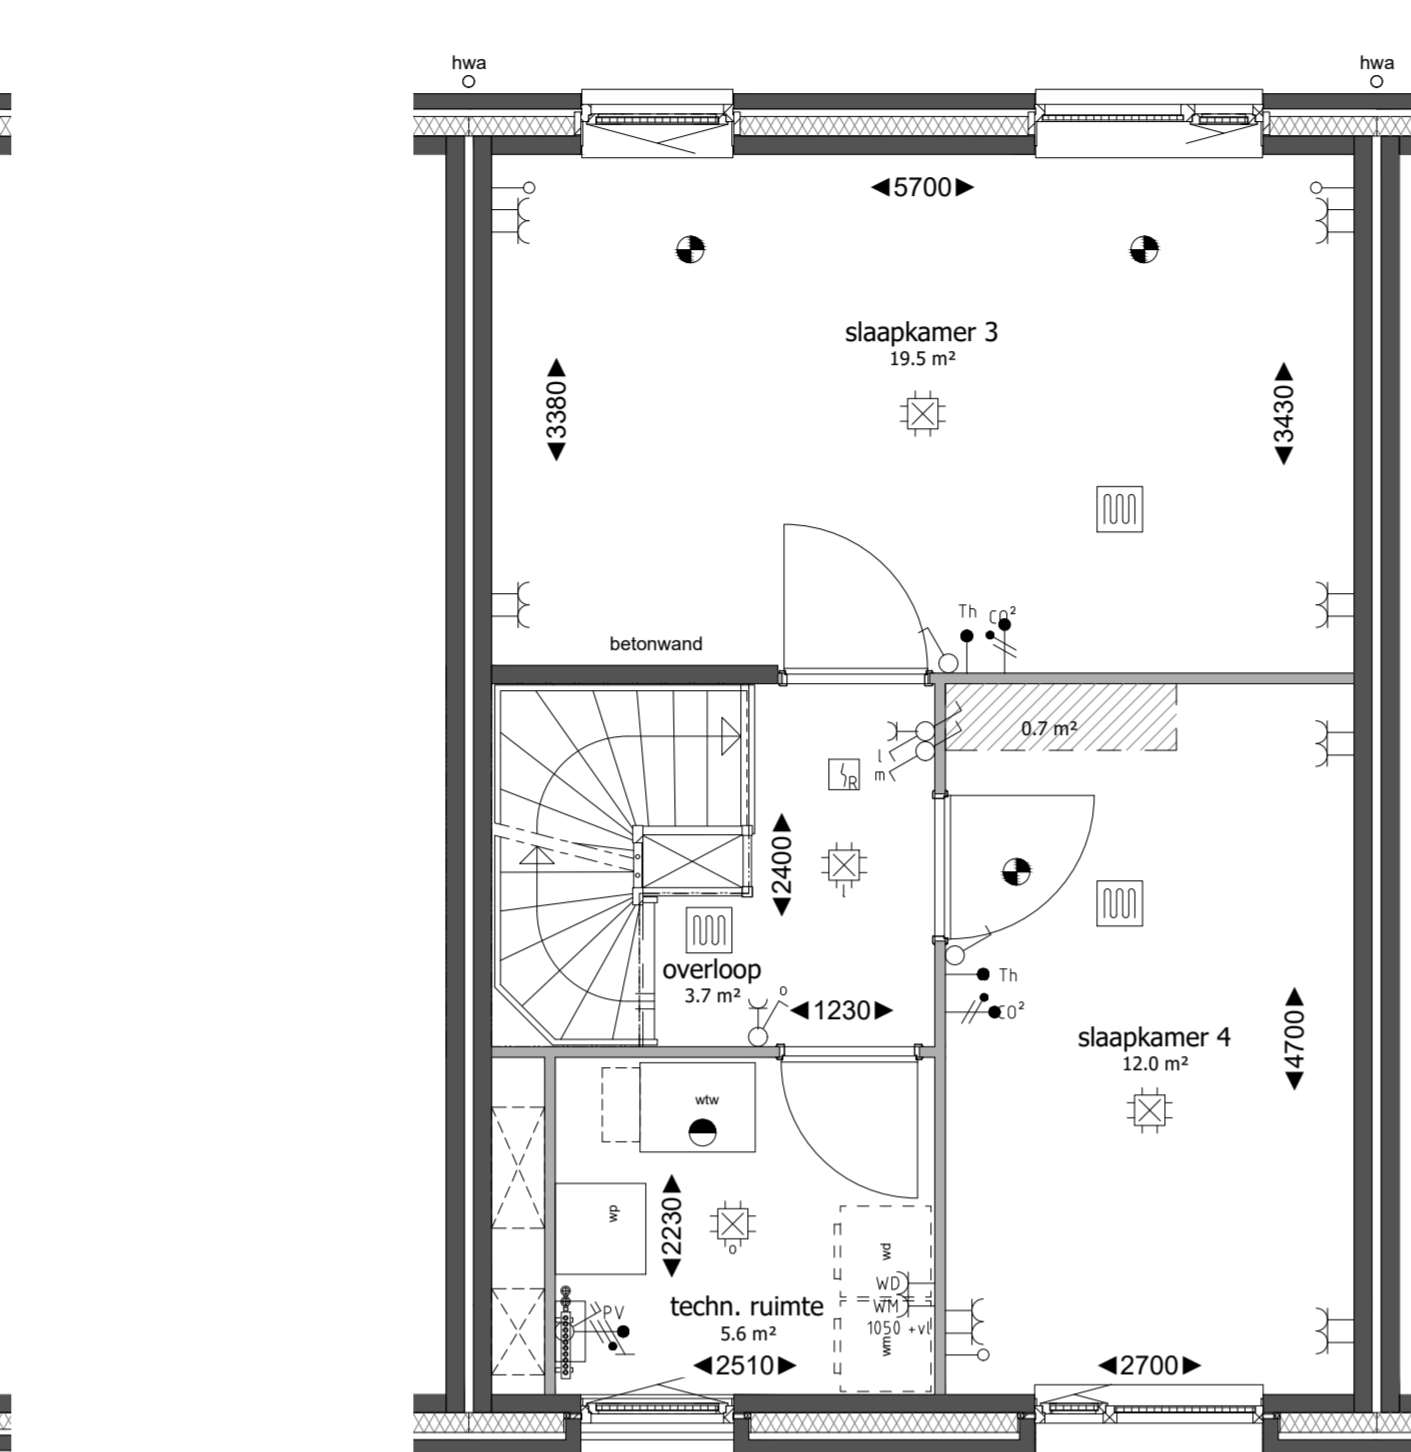 hwa
hwa
5700
slaapkamer 3
19.5 m²
3380
3430
Th
CO²
betonwand
0.7 m²
l
m
R
2400
l
overloop
3.7 m²
o
1230
Th
CO²
slaapkamer 4
12.0 m²
4700
wtw
wp
2230
o
wd
WD
WM
1050 +vl
wm
PV
techn. ruimte
5.6 m²
2510
2700